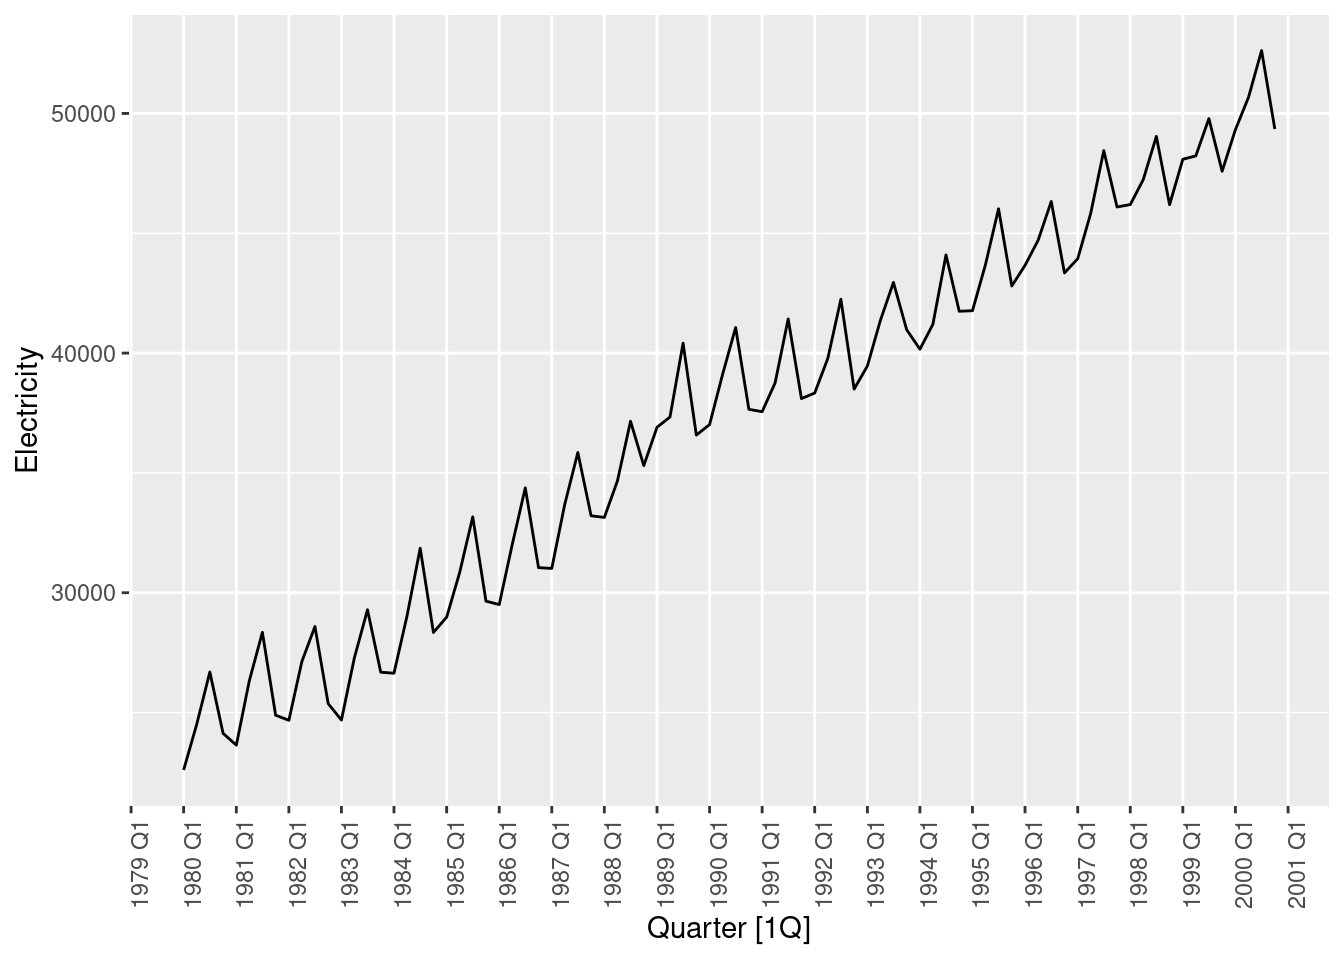 Electricity
50000
40000
30000
1979 Q1
1980 Q1
1981 Q1
1982 Q1
1983 Q1
1984 Q1
1985 Q1
1986 Q1
1987 Q1
1988 Q1
1989 Q1
1990 Q1
1991 Q1
1992 Q1
1993 Q1
1994 Q1
1995 Q1
1996 Q1
1997 Q1
1998 Q1
1999 Q1
2000 Q1
2001 Q1
Quarter [1Q]